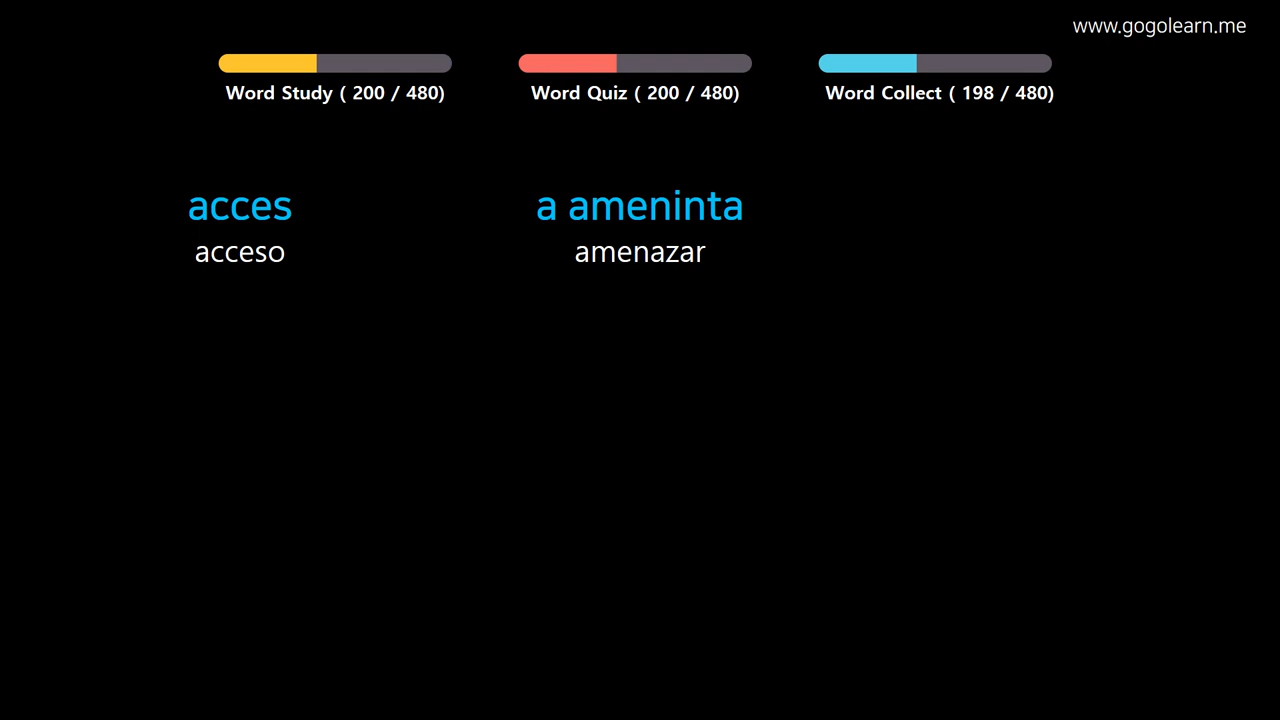 www.gogolearn.me
Word Study ( 200 / 480)
Word Quiz ( 200 / 480)
Word Collect ( 198 / 480)
acces
acceso
a ameninta
amenazar